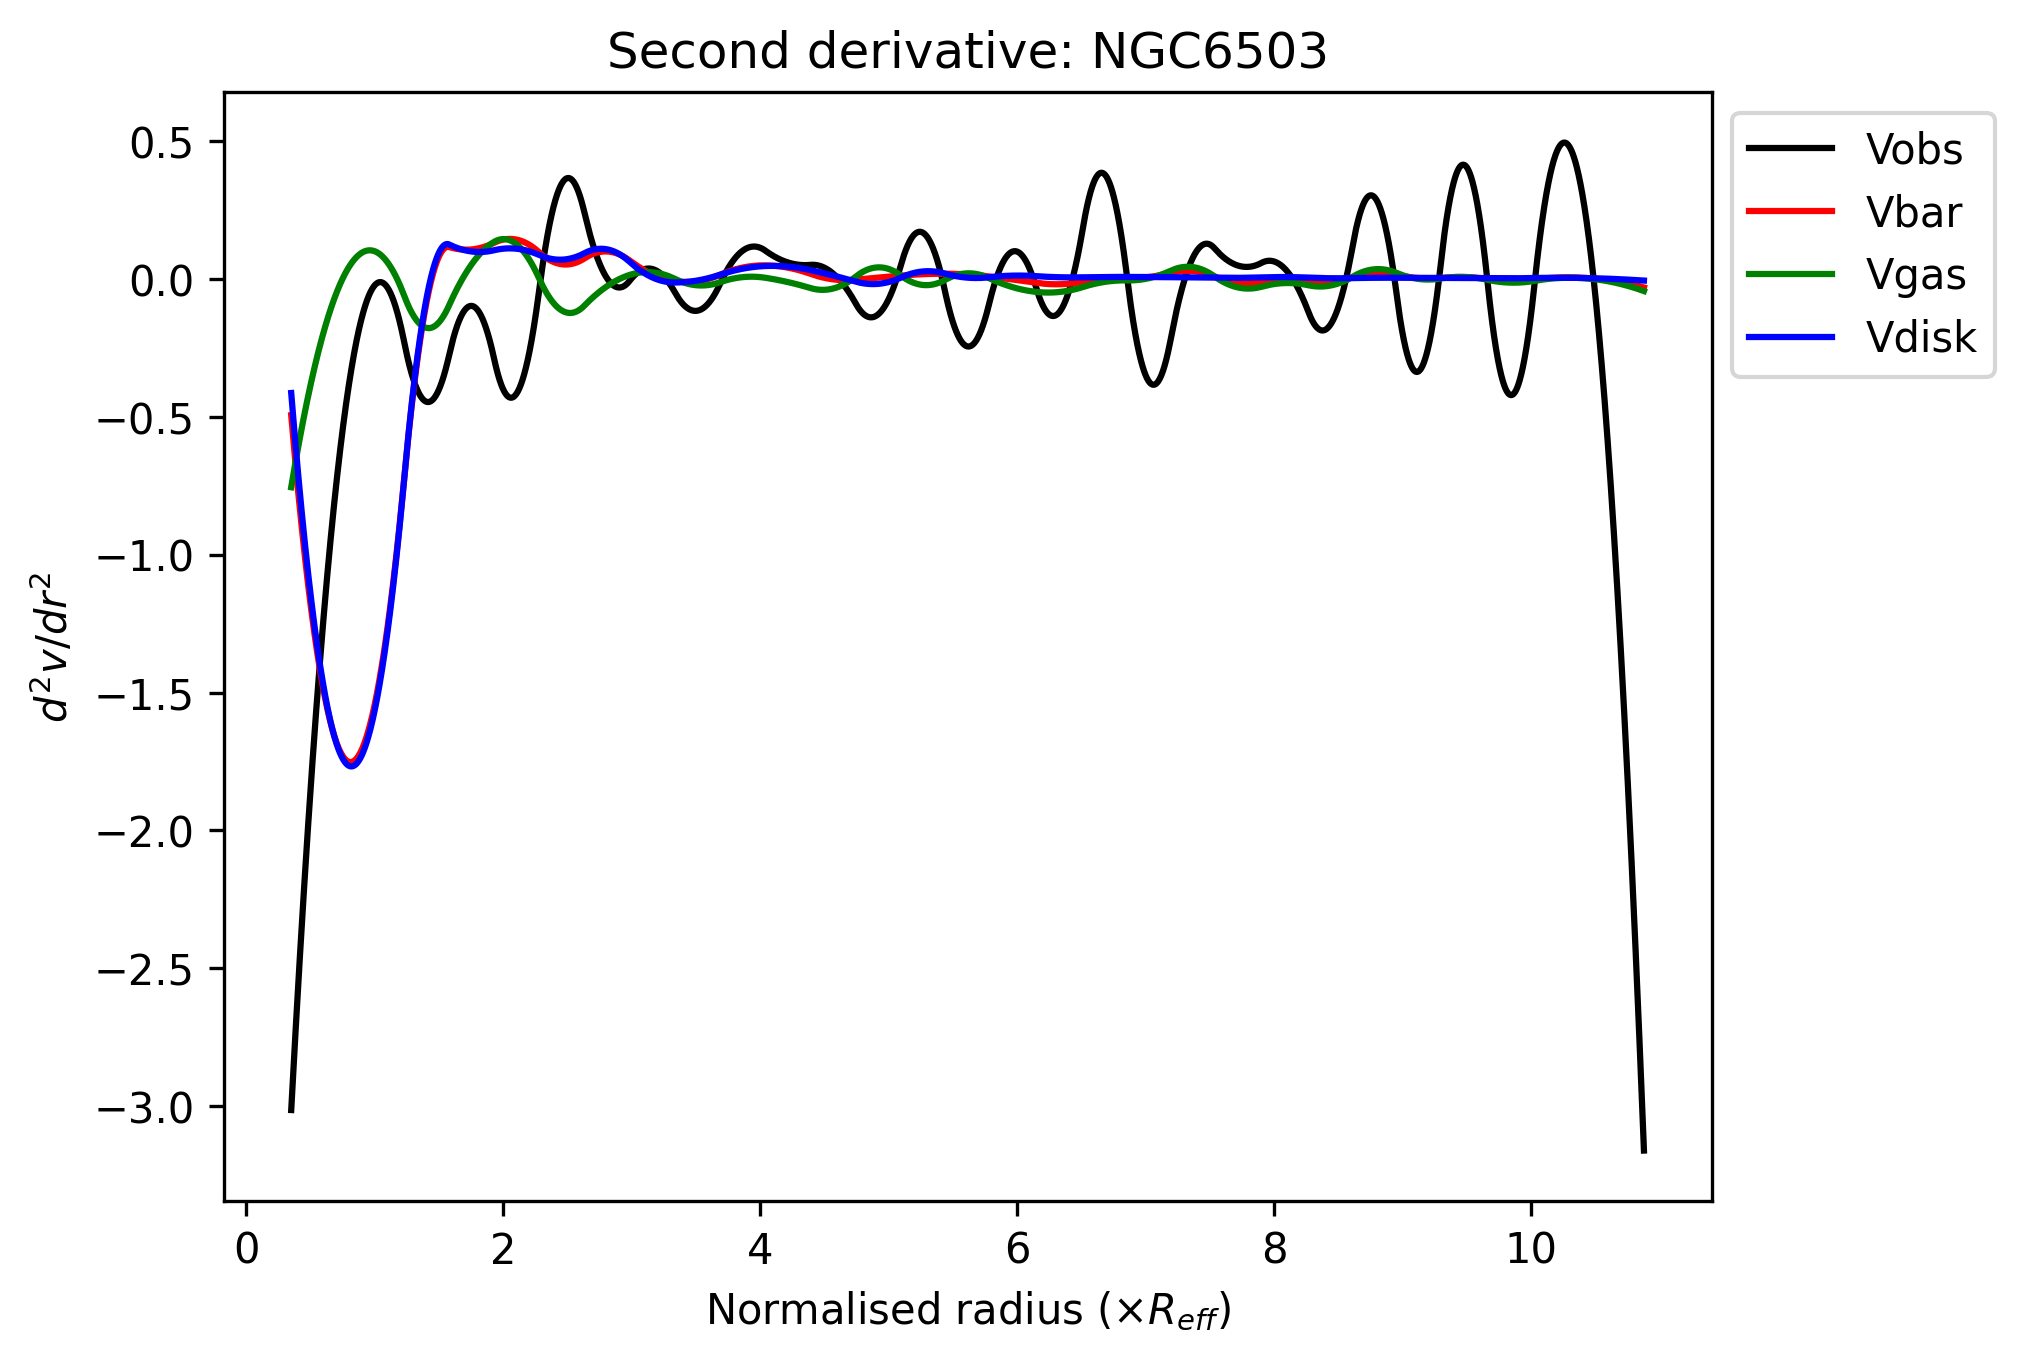 Second derivative: NGC6503
Vobs
Vbar
Vgas
Vdisk
0.5
0.0
−0.5
−1.0
−1.5
−2.0
−2.5
−3.0
d²v/dr²
0 2 4 6 8 10
Normalised radius (×R_eff)